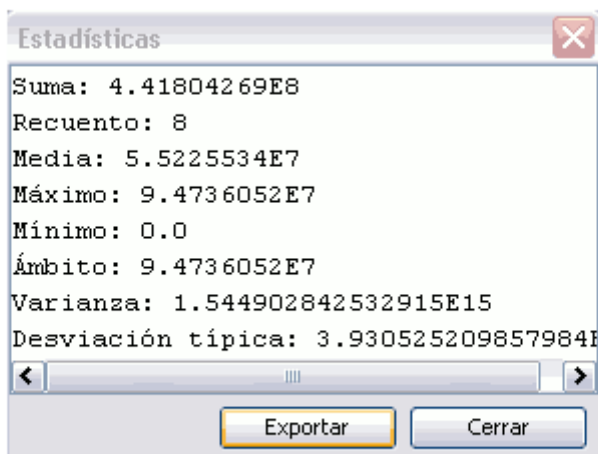 Estadísticas
Suma: 4.41804269E8
Recuento: 8
Media: 5.5225534E7
Máximo: 9.4736052E7
Mínimo: 0.0
Ámbito: 9.4736052E7
Varianza: 1.544902842532915E15
Desviación típica: 3.930525209857984
Exportar
Cerrar